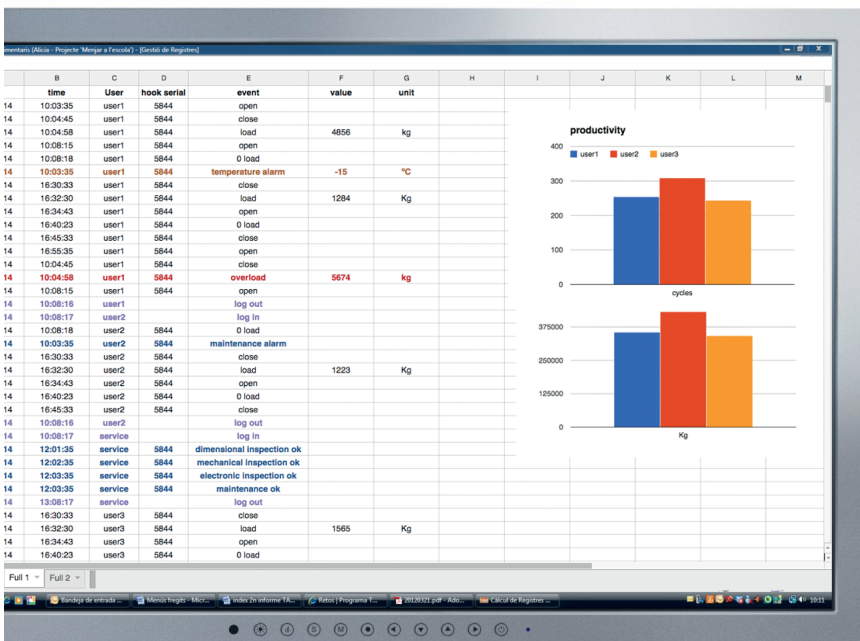 ementaris (Alícia - Projecte 'Menjar a l'escola') - [Gestió de Registres]
B C D E F G H I J K L M
time User hook serial event value unit
14 10:03:35 user1 5844 open
14 10:04:45 user1 5844 close
14 10:04:58 user1 5844 load 4856 kg
14 10:08:15 user1 5844 open
14 10:08:18 user1 5844 0 load
14 10:03:35 user1 5844 temperature alarm -15 ºC
14 16:30:33 user1 5844 close
14 16:32:30 user1 5844 load 1284 Kg
14 16:34:43 user1 5844 open
14 16:40:23 user1 5844 0 load
14 16:45:33 user1 5844 close
14 16:55:35 user1 5844 open
14 10:04:45 user1 5844 close
14 10:04:58 user1 5844 overload 5674 kg
14 10:08:15 user1 5844 open
14 10:08:16 user1 log out
14 10:08:17 user2 log in
14 10:08:18 user2 5844 0 load
14 10:03:35 user2 5844 maintenance alarm
14 16:30:33 user2 5844 close
14 16:32:30 user2 5844 load 1223 Kg
14 16:34:43 user2 5844 open
14 16:40:23 user2 5844 0 load
14 16:45:33 user2 5844 close
14 10:08:16 user2 log out
14 10:08:17 service log in
14 12:01:35 service 5844 dimensional inspection ok
14 12:02:35 service 5844 mechanical inspection ok
14 12:03:35 service 5844 electronic inspection ok
14 12:03:35 service 5844 maintenance ok
14 13:08:17 service log out
14 16:30:33 user3 5844 close
14 16:32:30 user3 5844 load 1565 Kg
14 16:34:43 user3 5844 open
14 16:40:23 user3 5844 0 load
productivity
user1 user2 user3
400
300
200
100
0
cycles
375000
250000
125000
0
Kg
Full 1 Full 2
Bandeja de entrada ... Menús fregits - Micr... index 2n informe TA... Retos | Programa T... 20120321.pdf - Ado... Càlcul de Registres ... 10:11